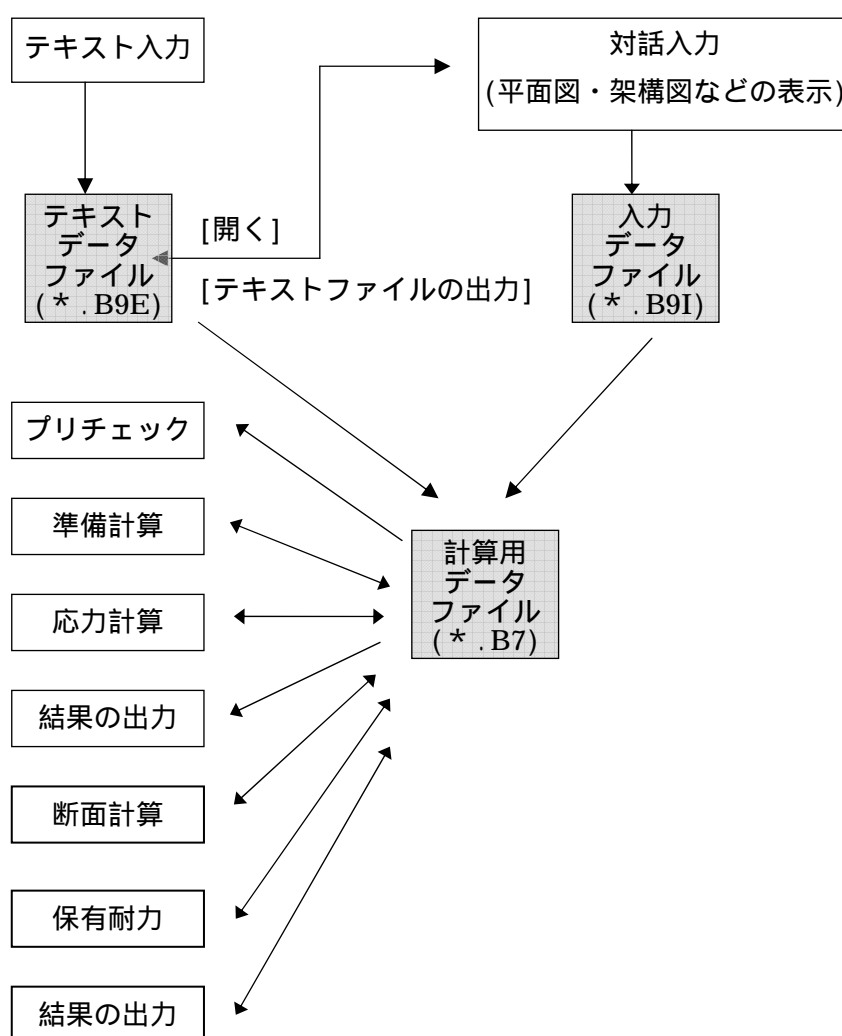 テキスト入力
対話入力
(平面図・架構図などの表示)
テキスト
データ
ファイル
(*.B9E)
[開く]
[テキストファイルの出力]
入力
データ
ファイル
(*.B9I)
プリチェック
準備計算
応力計算
結果の出力
断面計算
保有耐力
結果の出力
計算用
データ
ファイル
(*.B7)